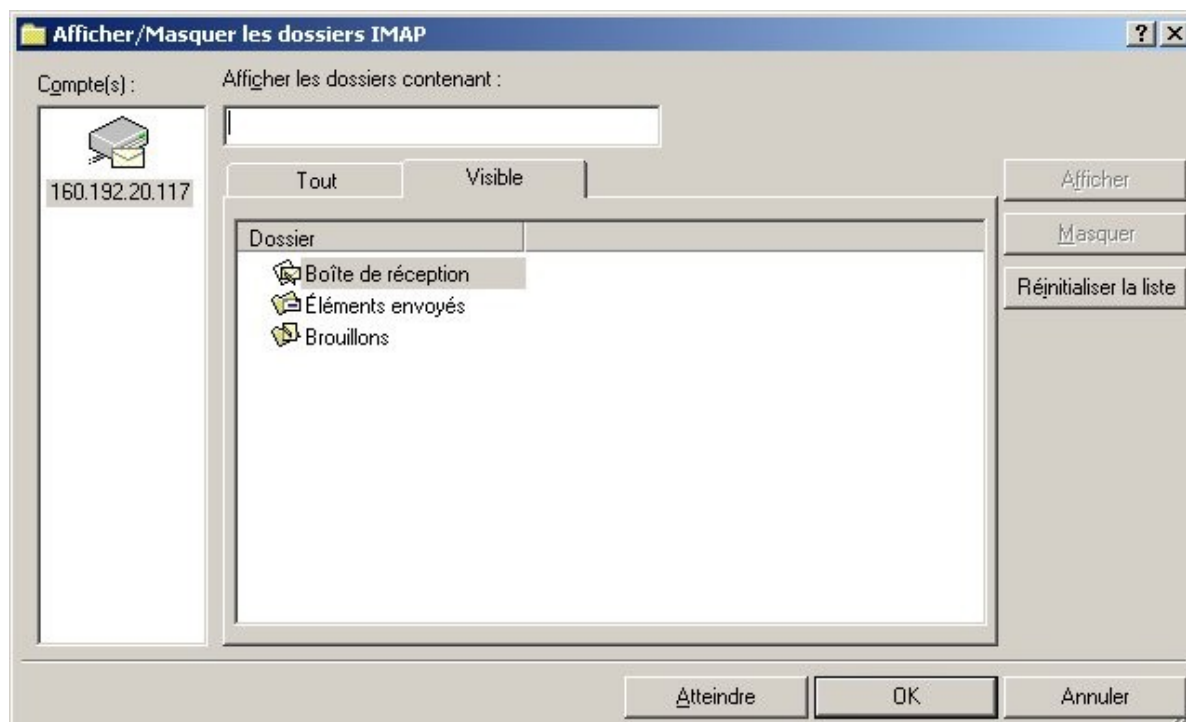 Afficher/Masquer les dossiers IMAP
Compte(s) :
Afficher les dossiers contenant :
160.192.20.117
Tout
Visible
Afficher
Masquer
Réinitialiser la liste
Dossier
Boîte de réception
Éléments envoyés
Brouillons
Atteindre
OK
Annuler